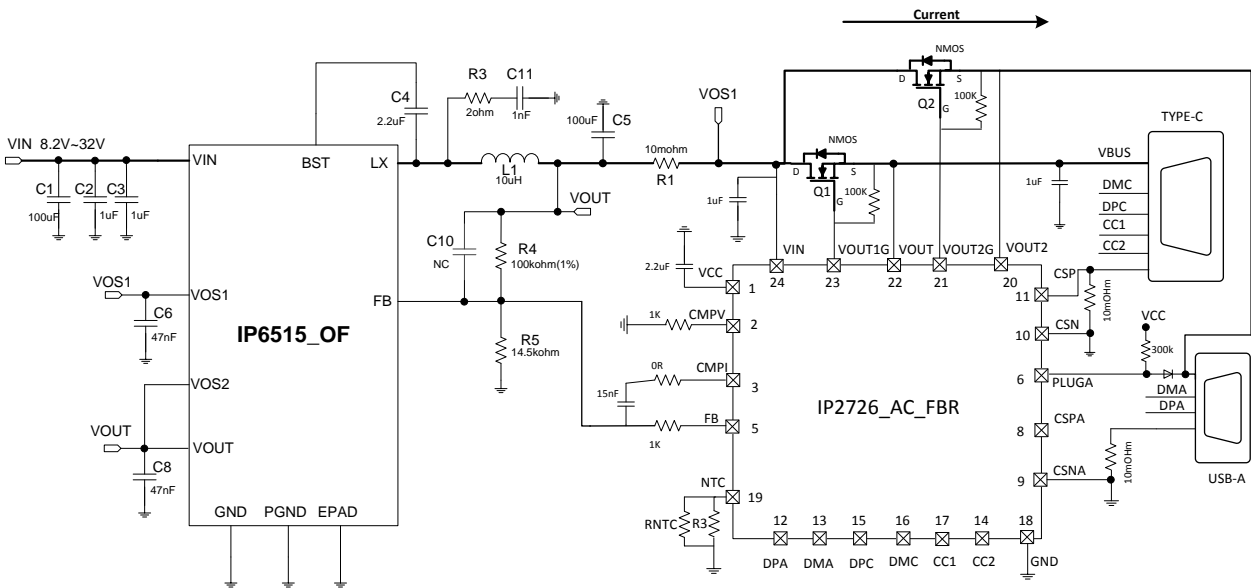 Current
NMOS
D
S
Q2
G
100K
C4
2.2uF
R3
2ohm
C11
1nF
100uF
C5
VOS1
TYPE-C
VIN 8.2V~32V
VIN
BST
LX
L1
10uH
10mohm
R1
NMOS
D
S
Q1
G
100K
VBUS
1uF
DMC
DPC
CC1
CC2
C1
100uF
C2
1uF
C3
1uF
VOUT
1uF
C10
NC
R4
100kohm(1%)
2.2uF
VCC
1
VIN
24
VOUT1G
23
VOUT
22
VOUT2G
21
VOUT2
20
CSP
11
10mOHm
CSN
10
VOS1
VOS1
C6
47nF
FB
IP6515_OF
R5
14.5kohm
1K
CMPV
2
VCC
300k
0R
CMPI
3
15nF
6
PLUGA
DMA
DPA
VOS2
IP2726_AC_FBR
FB
5
1K
8
CSPA
VOUT
VOUT
C8
47nF
9
CSNA
10mOHm
USB-A
NTC
19
RNTC
R3
GND
PGND
EPAD
12
13
15
16
17
14
18
GND
DPA
DMA
DPC
DMC
CC1
CC2